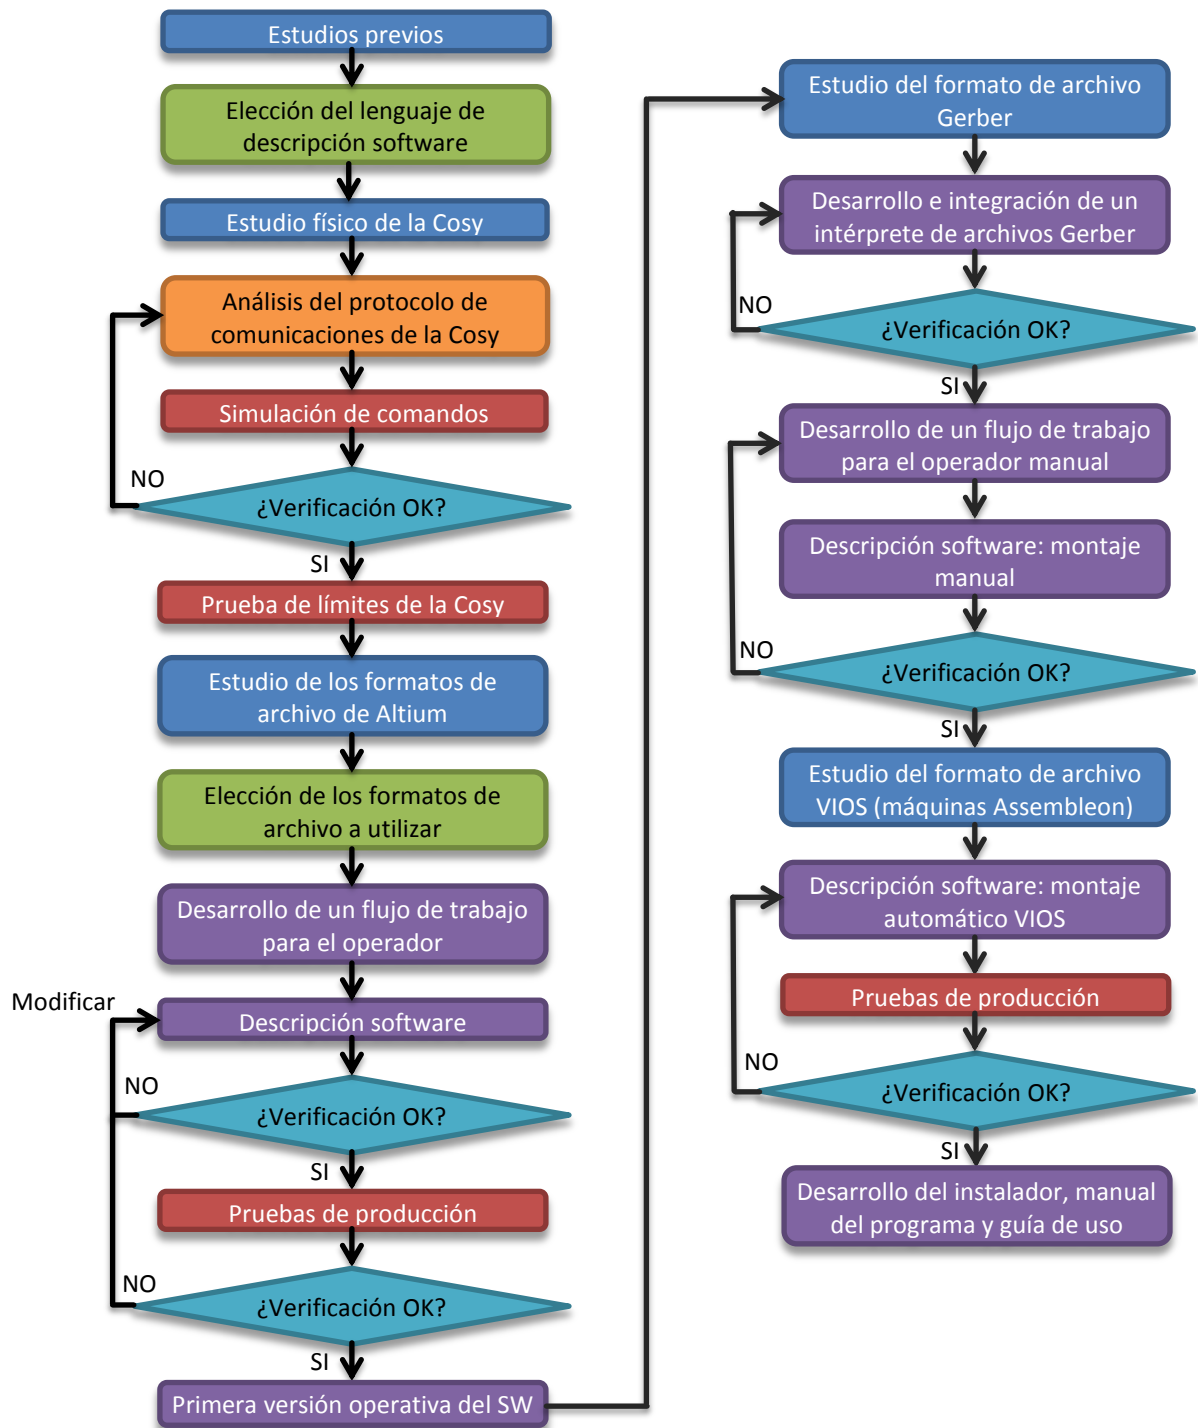 Estudios previos
Elección del lenguaje de
descripción software
Estudio físico de la Cosy
Análisis del protocolo de
comunicaciones de la Cosy
Simulación de comandos
NO
¿Verificación OK?
SI
Prueba de límites de la Cosy
Estudio de los formatos de
archivo de Altium
Elección de los formatos de
archivo a utilizar
Desarrollo de un flujo de trabajo
para el operador
Modificar
Descripción software
NO
¿Verificación OK?
SI
Pruebas de producción
NO
¿Verificación OK?
SI
Primera versión operativa del SW
Estudio del formato de archivo
Gerber
Desarrollo e integración de un
intérprete de archivos Gerber
NO
¿Verificación OK?
SI
Desarrollo de un flujo de trabajo
para el operador manual
Descripción software: montaje
manual
NO
¿Verificación OK?
SI
Estudio del formato de archivo
VIOS (máquinas Assembleon)
Descripción software: montaje
automático VIOS
Pruebas de producción
NO
¿Verificación OK?
SI
Desarrollo del instalador, manual
del programa y guía de uso